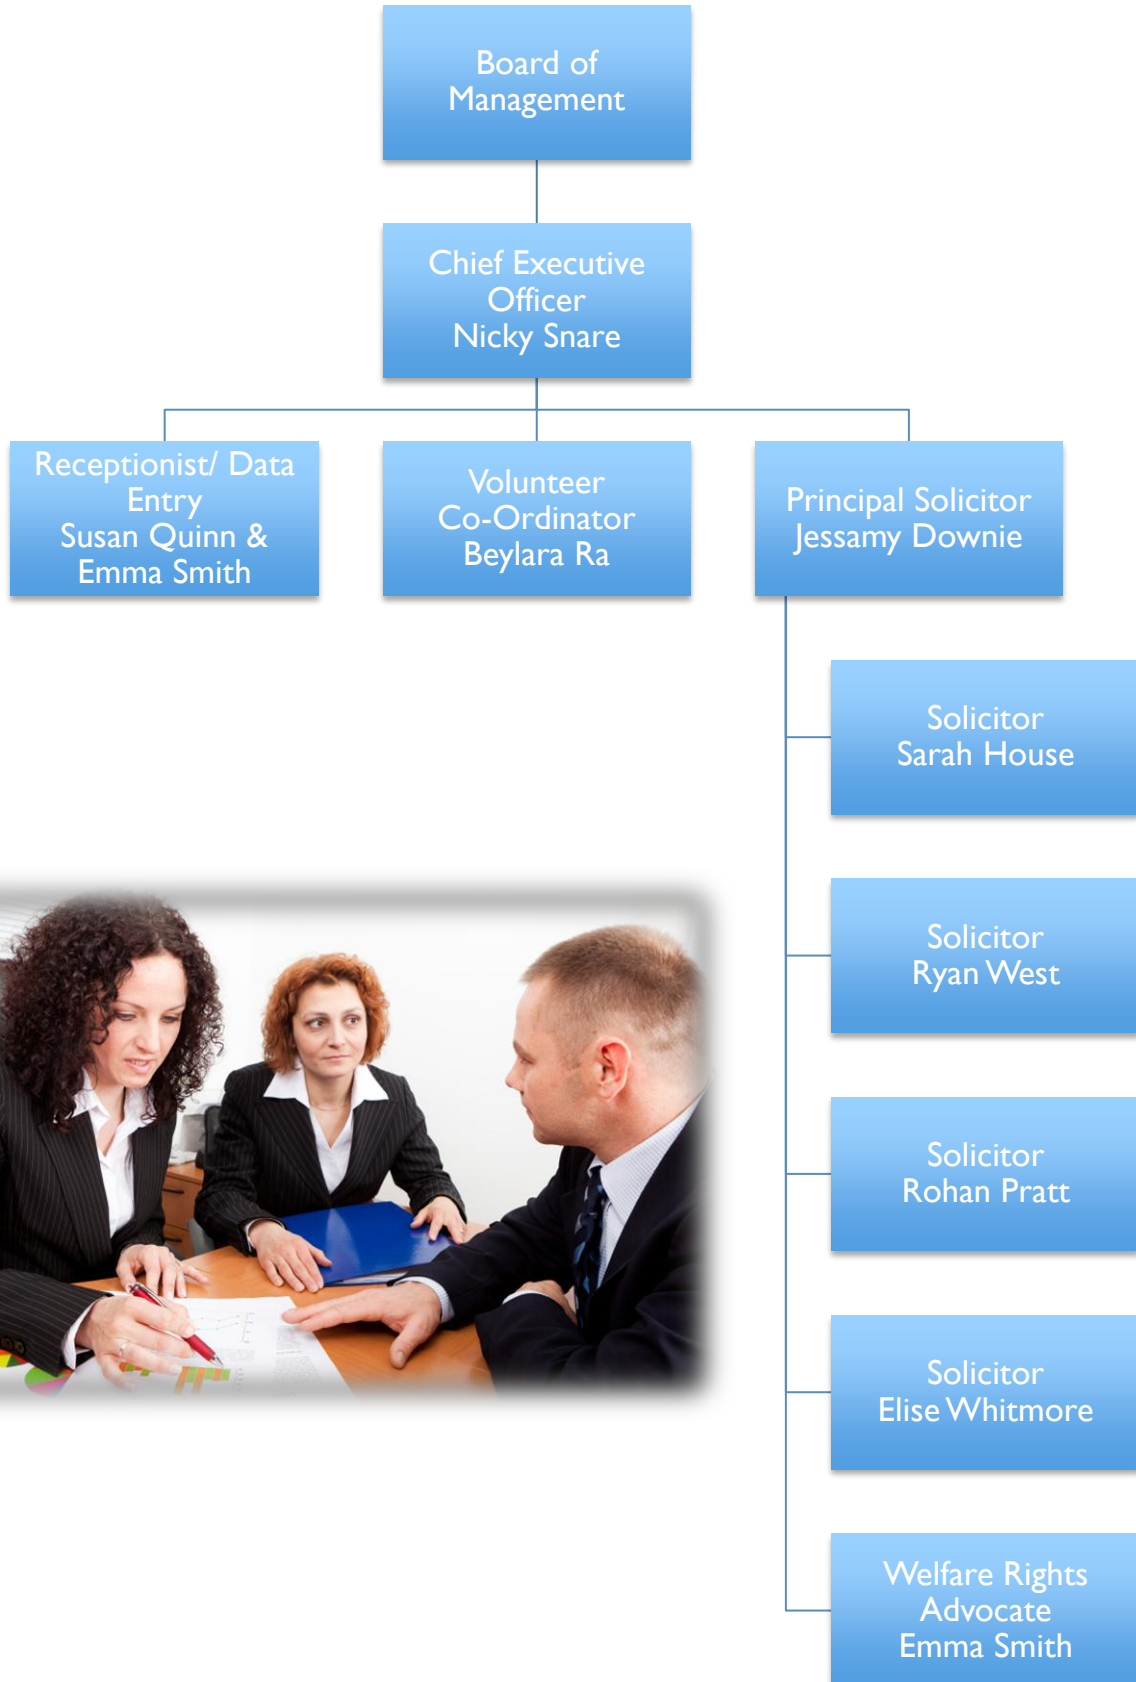 Board of
Management
Chief Executive
Officer
Nicky Snare
Receptionist/ Data
Entry
Susan Quinn &
Emma Smith
Volunteer
Co-Ordinator
Beylara Ra
Principal Solicitor
Jessamy Downie
Solicitor
Sarah House
Solicitor
Ryan West
Solicitor
Rohan Pratt
Solicitor
Elise Whitmore
Welfare Rights
Advocate
Emma Smith